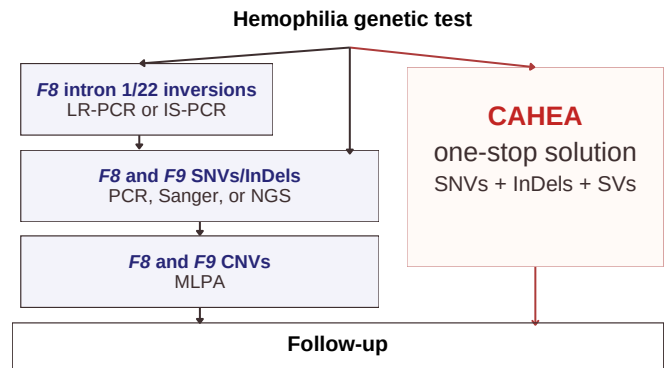 Hemophilia genetic test
F8 intron 1/22 inversions
LR-PCR or IS-PCR
F8 and F9 SNVs/InDels
PCR, Sanger, or NGS
F8 and F9 CNVs
MLPA
CAHEA
one-stop solution
SNVs + InDels + SVs
Follow-up